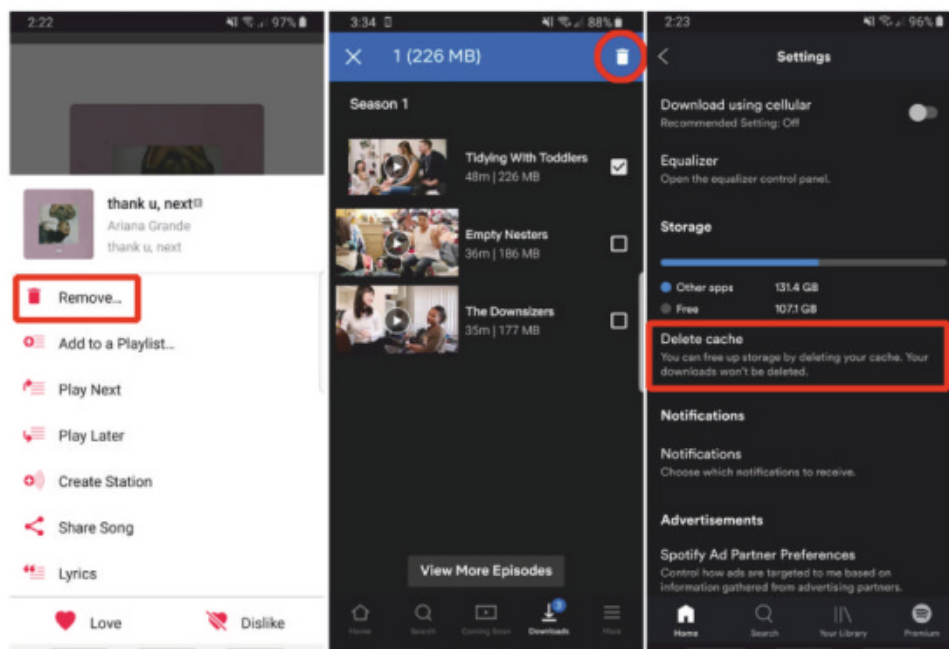 2:22
97%
thank u, next
Ariana Grande
thank u, next
Remove...
Add to a Playlist...
Play Next
Play Later
Create Station
Share Song
Lyrics
Love
Dislike
3:34
88%
1 (226 MB)
Season 1
Tidying With Toddlers
48m | 226 MB
Empty Nesters
36m | 186 MB
The Downsizers
35m | 177 MB
View More Episodes
3
Home
Search
Coming Soon
Downloads
More
2:23
96%
Settings
Download using cellular
Recommended Setting: Off
Equalizer
Open the equalizer control panel.
Storage
Other apps 131.4 GB
Free 107.1 GB
Delete cache
You can free up storage by deleting your cache. Your
downloads won't be deleted.
Notifications
Notifications
Choose which notifications to receive.
Advertisements
Spotify Ad Partner Preferences
Control how ads are targeted to me based on
information gathered from advertising partners.
Home
Search
Your Library
Premium